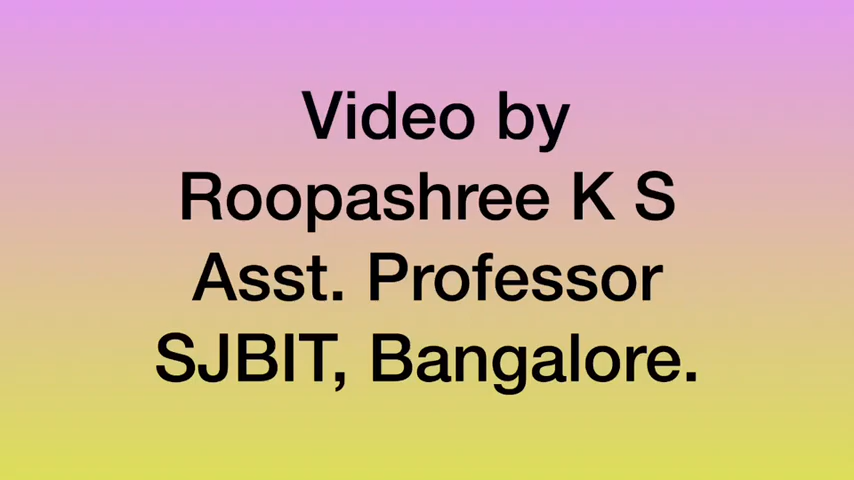 Video by
Roopashree K S
Asst. Professor
SJBIT, Bangalore.